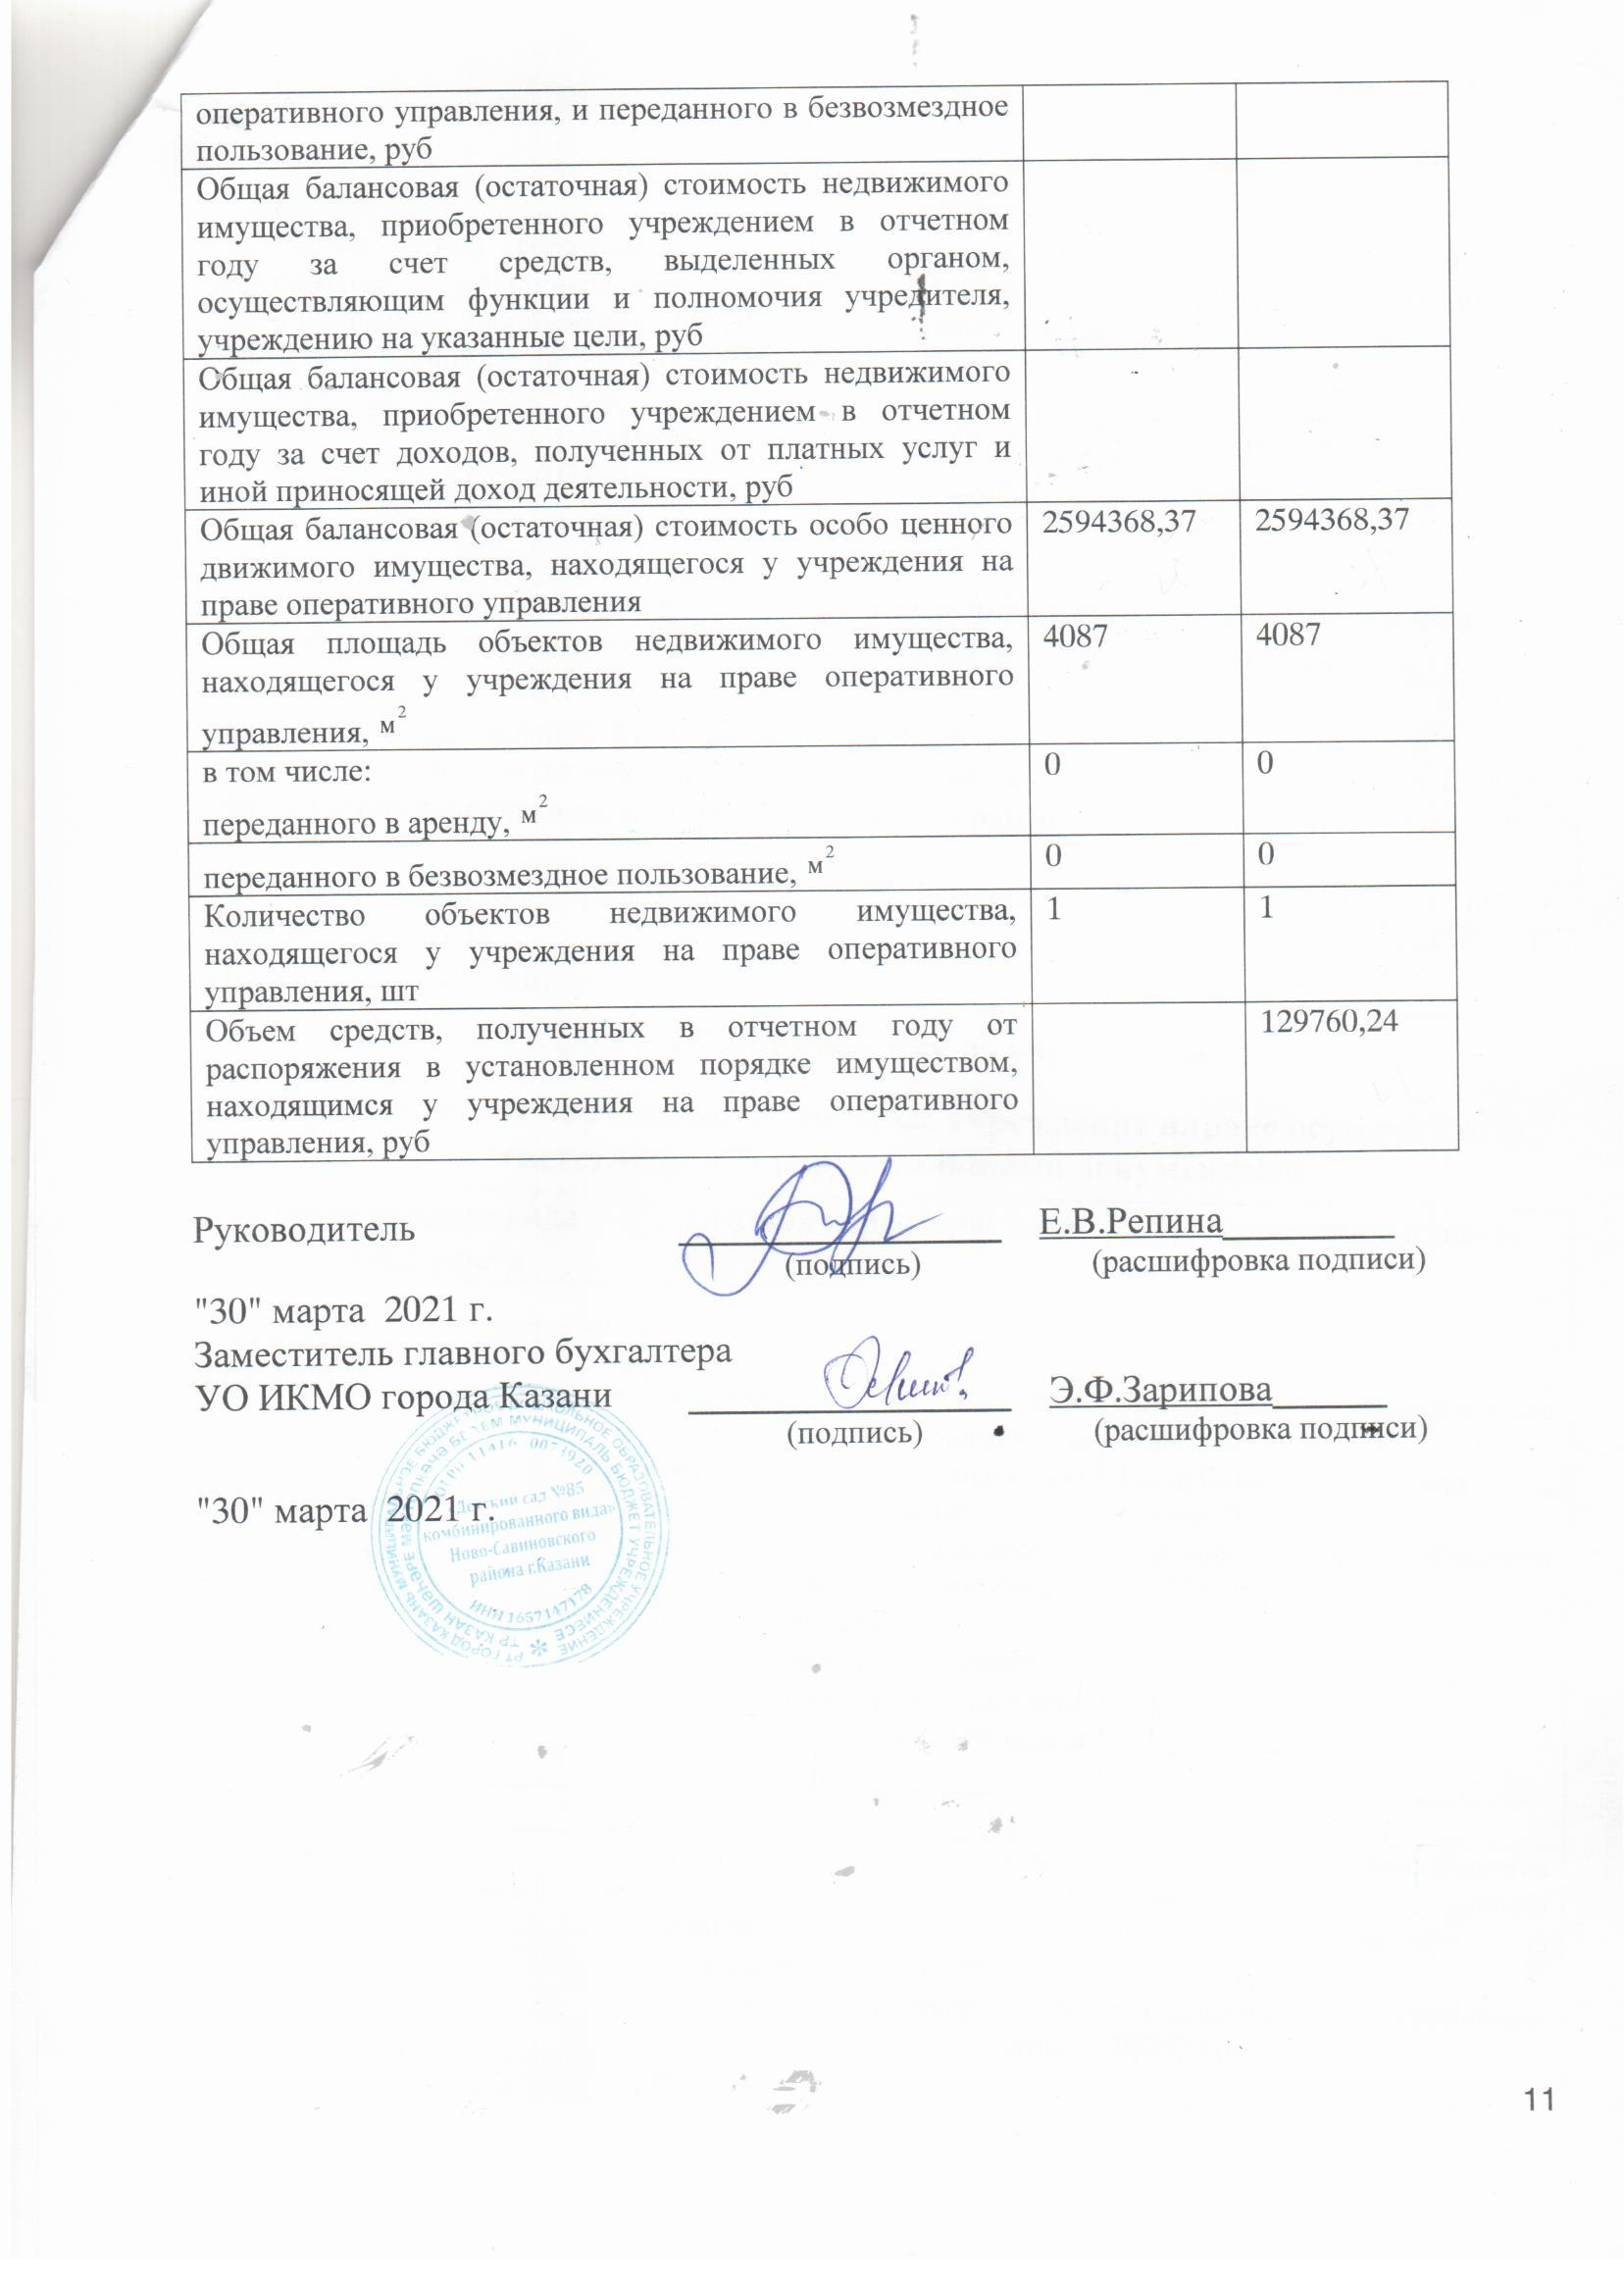 оперативного управления, и переданного в безвозмездное
пользование, руб
Общая балансовая (остаточная) стоимость недвижимого
имущества, приобретенного учреждением в отчетном
году за счет средств, выделенных органом,
осуществляющим функции и полномочия учредителя,
учреждению на указанные цели, руб
Общая балансовая (остаточная) стоимость недвижимого
имущества, приобретенного учреждением в отчетном
году за счет доходов, полученных от платных услуг и
иной приносящей доход деятельности, руб
Общая балансовая (остаточная) стоимость особо ценного 2594368,37 2594368,37
движимого имущества, находящегося у учреждения на
праве оперативного управления
Общая площадь объектов недвижимого имущества, 4087 4087
находящегося у учреждения на праве оперативного
управления, м²
в том числе: 0 0
переданного в аренду, м²
переданного в безвозмездное пользование, м² 0 0
Количество объектов недвижимого имущества, 1 1
находящегося у учреждения на праве оперативного
управления, шт
Объем средств, полученных в отчетном году от 129760,24
распоряжения в установленном порядке имуществом,
находящимся у учреждения на праве оперативного
управления, руб
Руководитель Е.В.Репина
(подпись) (расшифровка подписи)
"30" марта 2021 г.
Заместитель главного бухгалтера
УО ИКМО города Казани Э.Ф.Зарипова
(подпись) (расшифровка подписи)
"30" марта 2021 г.
«Детский сад №85
комбинированного вида»
Ново-Савиновского
района г.Казани
ИНН 1657147178
11